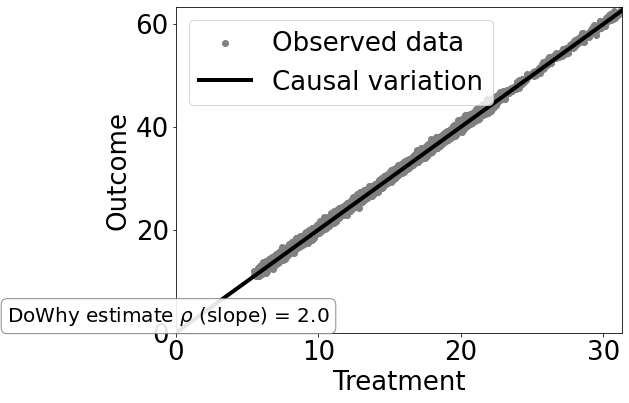 60
Observed data
Causal variation
40
Outcome
20
DoWhy estimate ρ (slope) = 2.0
0
0 10 20 30
Treatment